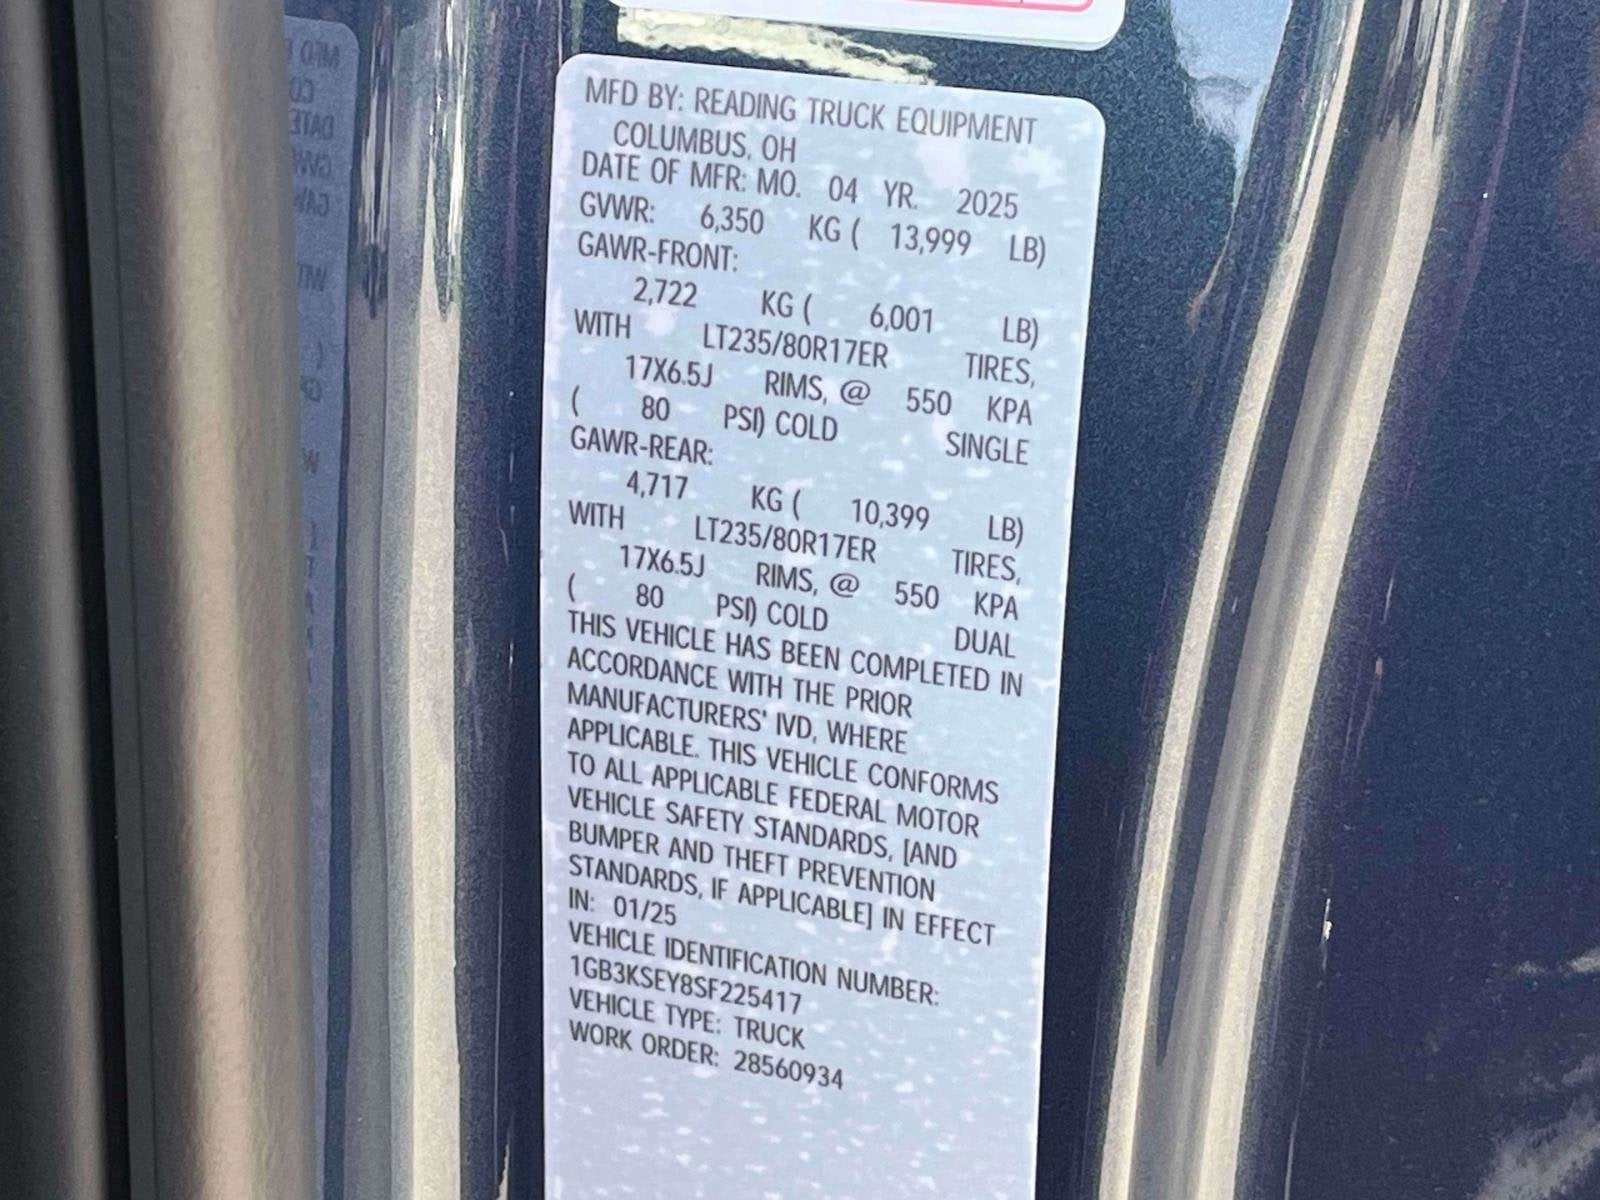 MFD BY: READING TRUCK EQUIPMENT
COLUMBUS, OH
DATE OF MFR: MO. 04 YR. 2025
GVWR: 6,350 KG ( 13,999 LB)
GAWR-FRONT:
2,722 KG ( 6,001 LB)
WITH LT235/80R17ER TIRES,
17X6.5J RIMS, @ 550 KPA
( 80 PSI) COLD SINGLE
GAWR-REAR:
4,717 KG ( 10,399 LB)
WITH LT235/80R17ER TIRES,
17X6.5J RIMS, @ 550 KPA
( 80 PSI) COLD DUAL
THIS VEHICLE HAS BEEN COMPLETED IN
ACCORDANCE WITH THE PRIOR
MANUFACTURERS' IVD, WHERE
APPLICABLE. THIS VEHICLE CONFORMS
TO ALL APPLICABLE FEDERAL MOTOR
VEHICLE SAFETY STANDARDS, [AND
BUMPER AND THEFT PREVENTION
STANDARDS, IF APPLICABLE] IN EFFECT
IN: 01/25
VEHICLE IDENTIFICATION NUMBER:
1GB3KSEY8SF225417
VEHICLE TYPE: TRUCK
WORK ORDER: 28560934